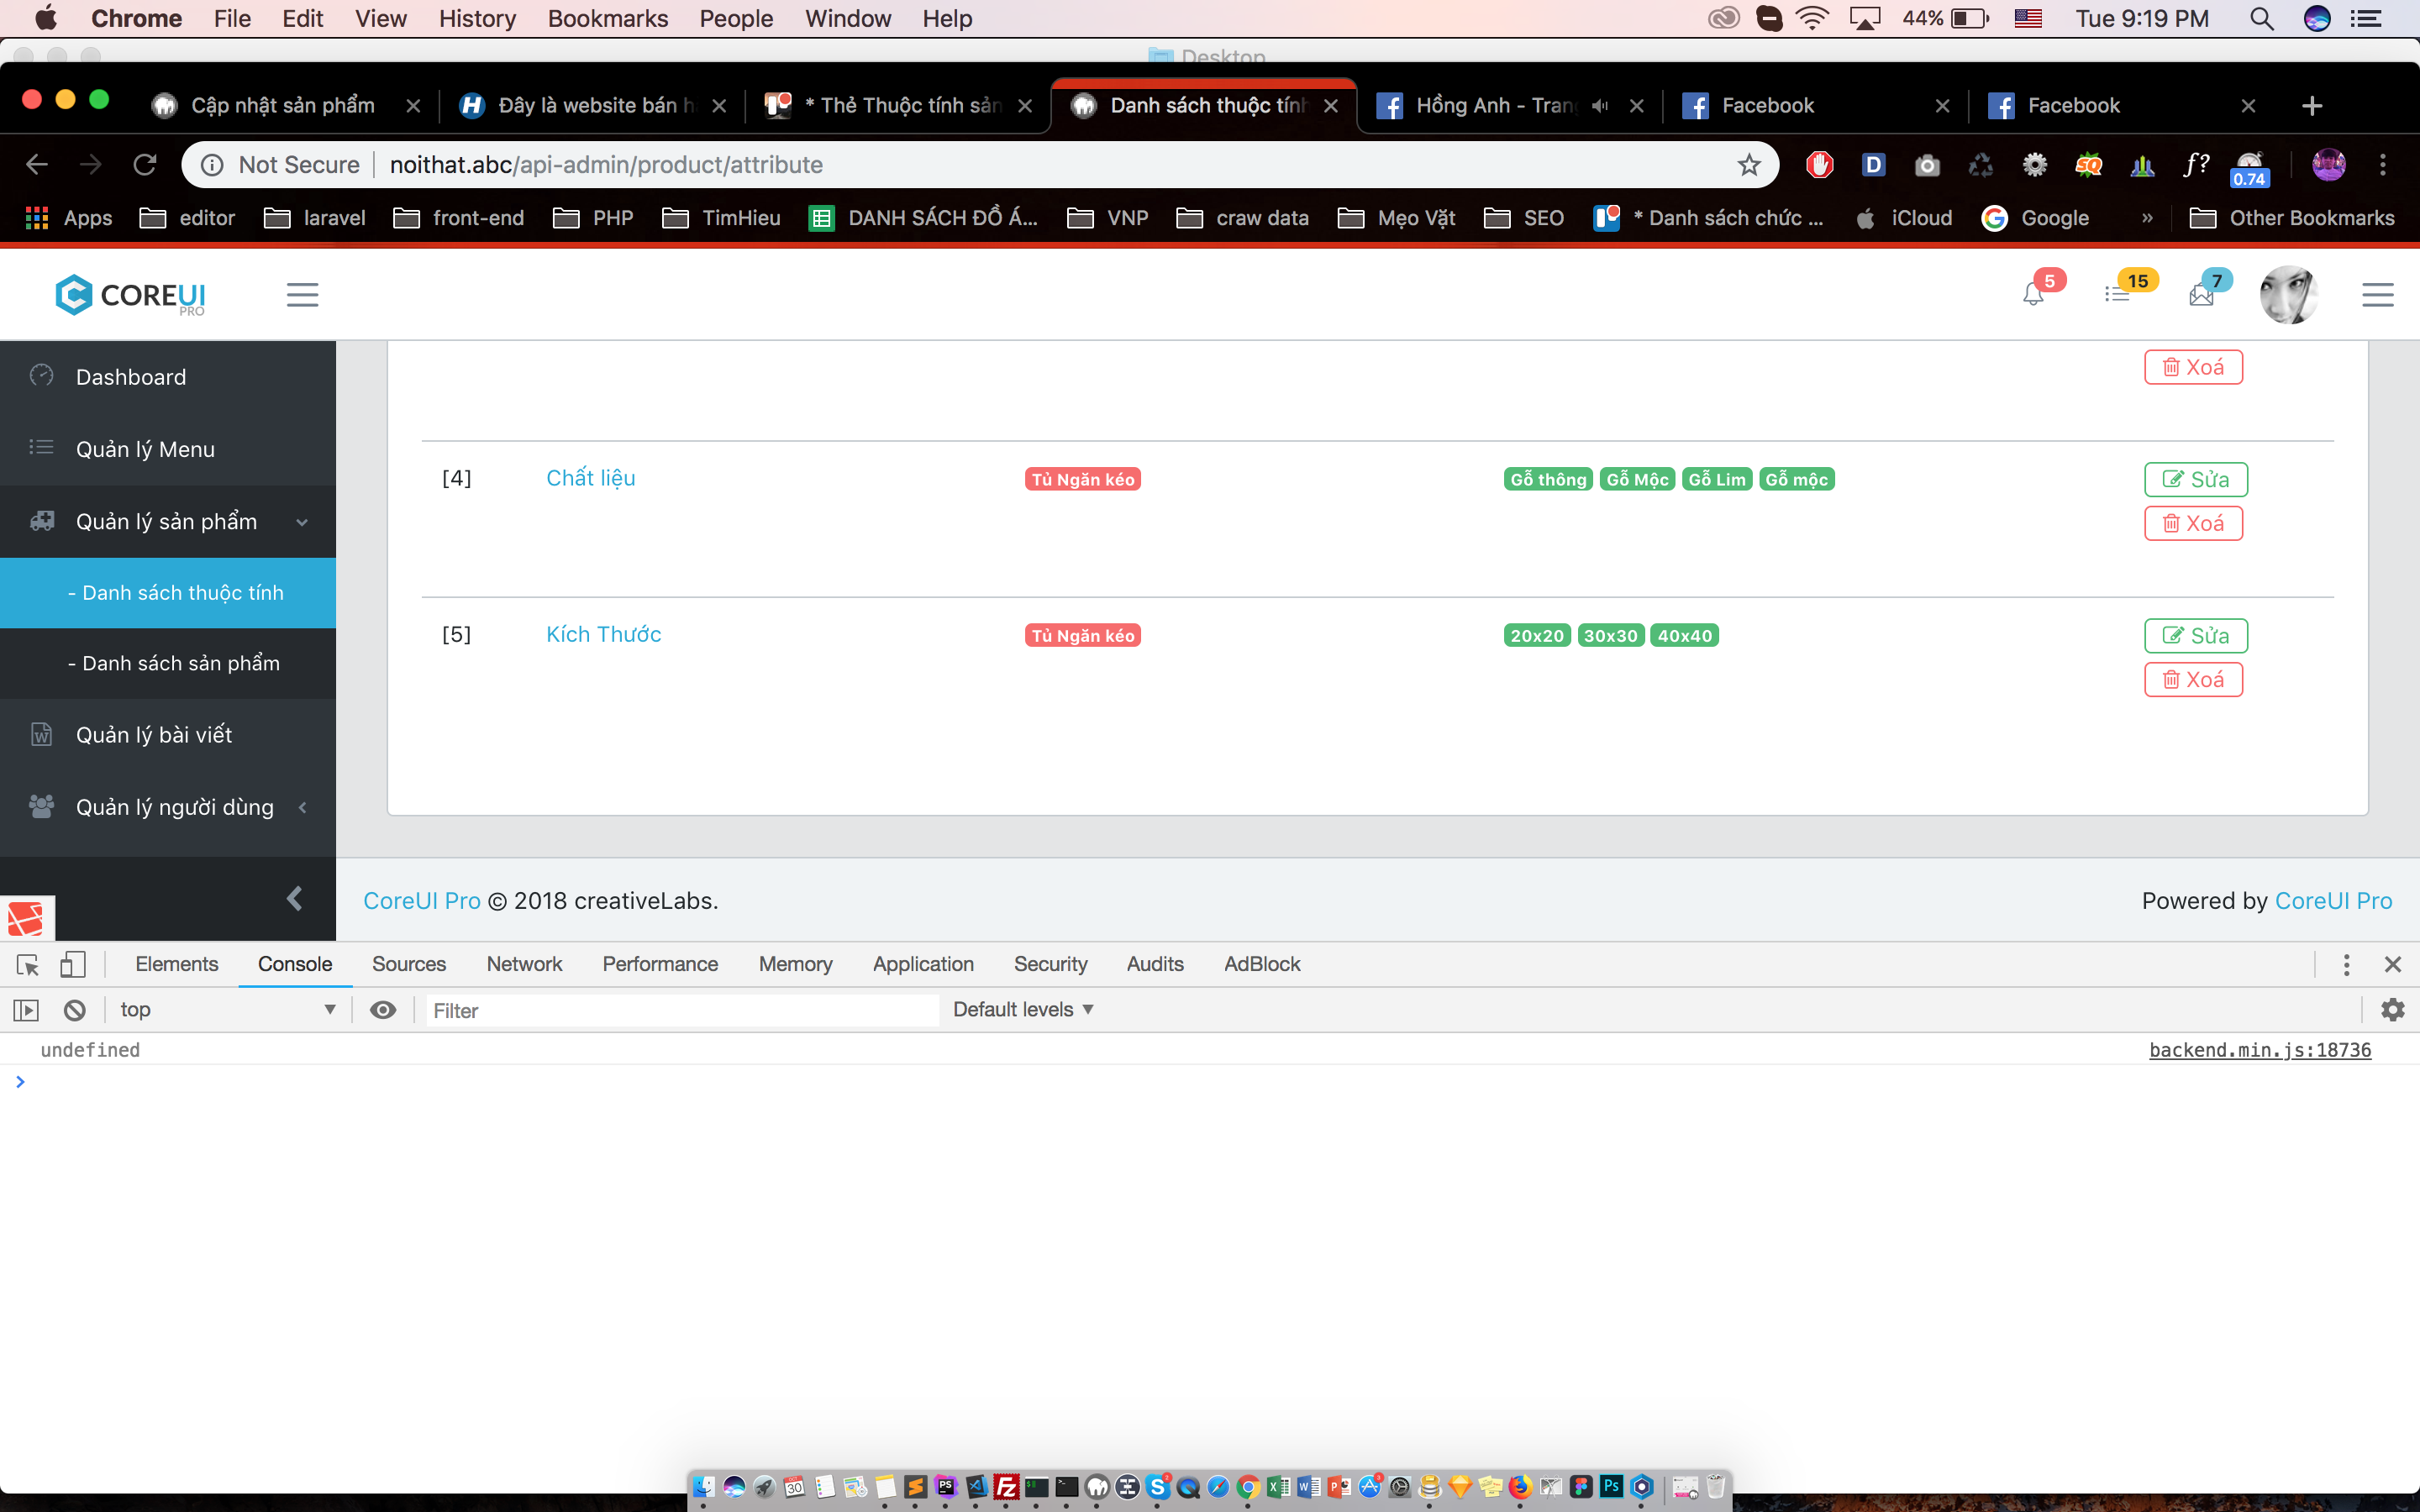 Chrome File Edit View History Bookmarks People Window Help 44% Tue 9:19 PM
Desktop
Cập nhật sản phẩm Đây là website bán h * Thẻ Thuộc tính sản Danh sách thuộc tính Hồng Anh - Trang Facebook Facebook
Not Secure noithat.abc/api-admin/product/attribute D SQ f? 0.74
Apps editor laravel front-end PHP TimHieu DANH SÁCH ĐỒ Á... VNP craw data Mẹo Vặt SEO * Danh sách chức ... iCloud Google » Other Bookmarks
COREUI PRO 5 15 7
Dashboard
Quản lý Menu
Quản lý sản phẩm
- Danh sách thuộc tính
- Danh sách sản phẩm
Quản lý bài viết
Quản lý người dùng
Xoá
[4] Chất liệu Tủ Ngăn kéo Gỗ thông Gỗ Mộc Gỗ Lim Gỗ mộc Sửa
Xoá
[5] Kích Thước Tủ Ngăn kéo 20x20 30x30 40x40 Sửa
Xoá
CoreUI Pro © 2018 creativeLabs. Powered by CoreUI Pro
Elements Console Sources Network Performance Memory Application Security Audits AdBlock
top Filter Default levels
undefined backend.min.js:18736